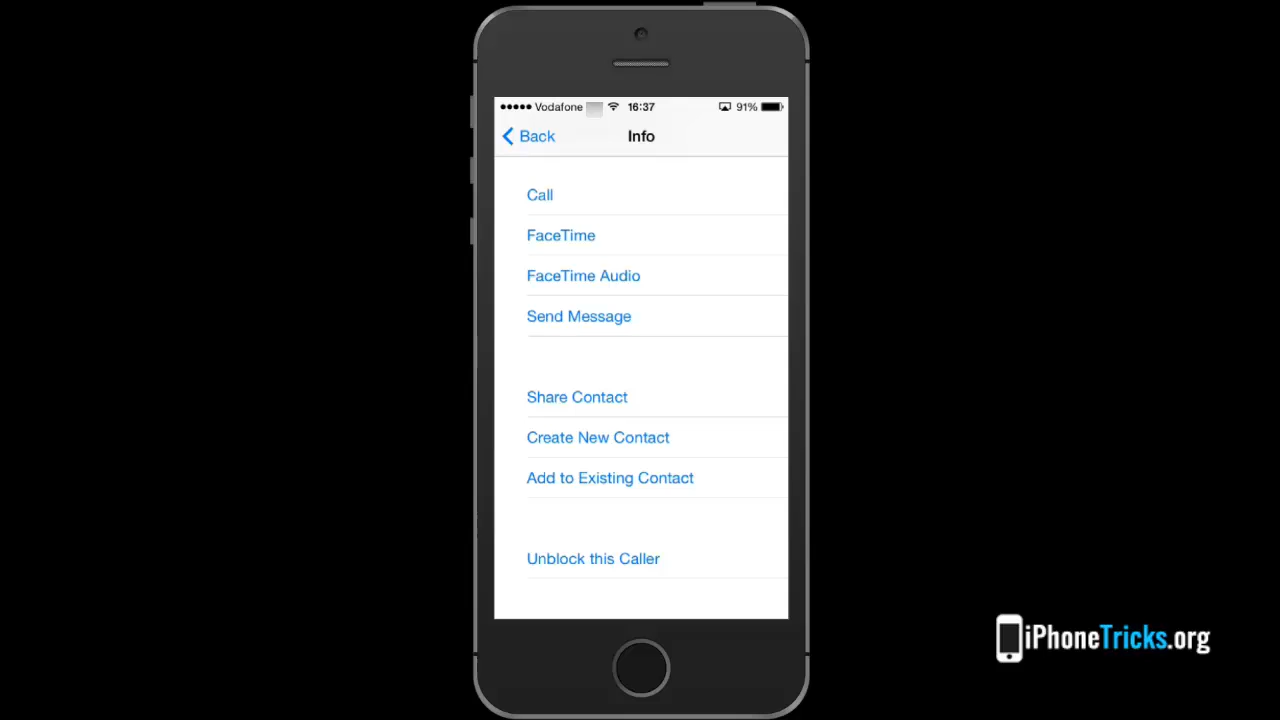 Vodafone 16:37 91%
Back Info
Call
FaceTime
FaceTime Audio
Send Message
Share Contact
Create New Contact
Add to Existing Contact
Unblock this Caller
iPhoneTricks.org